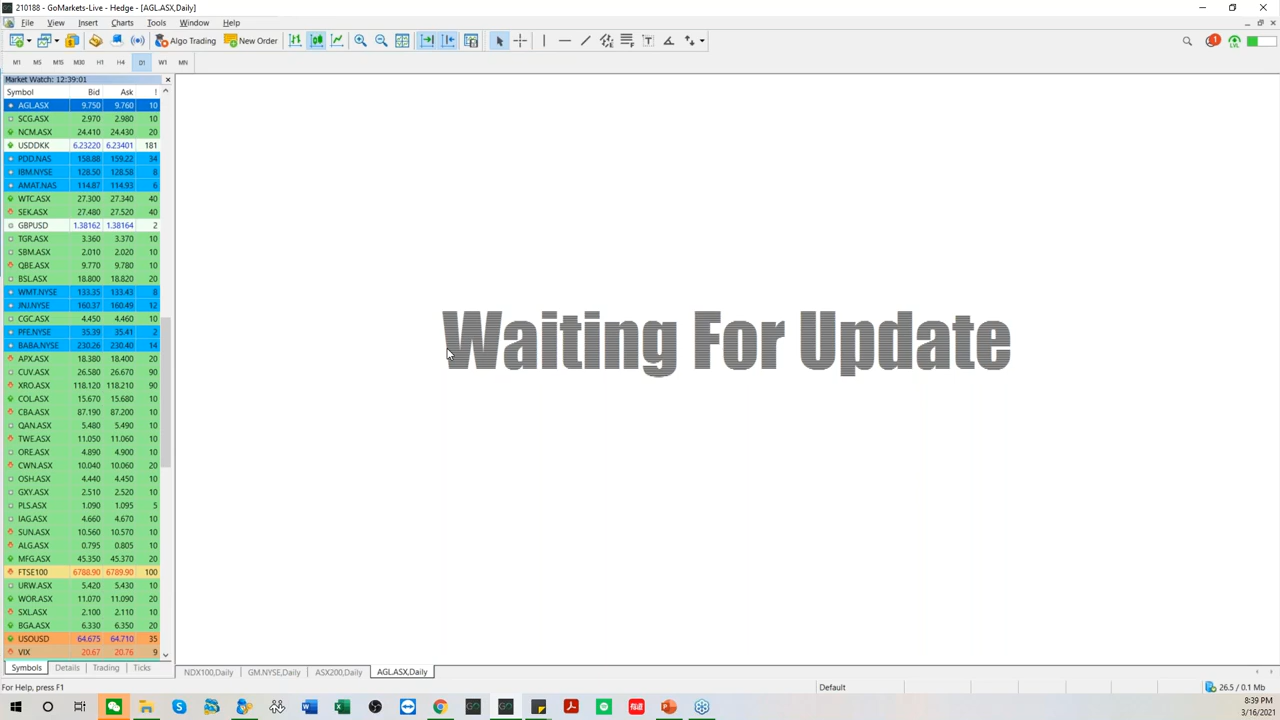 210188 - GoMarkets-Live - Hedge - [AGL.ASX,Daily]
File View Insert Charts Tools Window Help
Algo Trading New Order
M1 M5 M15 M30 H1 H4 D1 W1 MN
Market Watch: 12:39:01
Symbol Bid Ask !
AGL.ASX 9.750 9.760 10
SCG.ASX 2.970 2.980 10
NCM.ASX 24.410 24.430 20
USDDKK 6.23220 6.23401 181
PDD.NAS 158.88 159.22 34
IBM.NYSE 128.50 128.58 8
AMAT.NAS 114.87 114.93 6
WTC.ASX 27.300 27.340 40
SEK.ASX 27.480 27.520 40
GBPUSD 1.38162 1.38164 2
TGR.ASX 3.360 3.370 10
SBM.ASX 2.010 2.020 10
QBE.ASX 9.770 9.780 10
BSL.ASX 18.800 18.820 20
WMT.NYSE 133.35 133.43 8
JNJ.NYSE 160.37 160.49 12
CGC.ASX 4.450 4.460 10
PFE.NYSE 35.39 35.41 2
BABA.NYSE 230.26 230.40 14
APX.ASX 18.380 18.400 20
CUV.ASX 26.580 26.670 90
XRO.ASX 118.120 118.210 90
COL.ASX 15.670 15.680 10
CBA.ASX 87.190 87.200 10
QAN.ASX 5.480 5.490 10
TWE.ASX 11.050 11.060 10
ORE.ASX 4.890 4.900 10
CWN.ASX 10.040 10.060 20
OSH.ASX 4.440 4.450 10
GXY.ASX 2.510 2.520 10
PLS.ASX 1.090 1.095 5
IAG.ASX 4.660 4.670 10
SUN.ASX 10.560 10.570 10
ALG.ASX 0.795 0.805 10
MFG.ASX 45.350 45.370 20
FTSE100 6788.90 6789.90 100
URW.ASX 5.420 5.430 10
WOR.ASX 11.070 11.090 20
SXL.ASX 2.100 2.110 10
BGA.ASX 6.330 6.350 20
USOUSD 64.675 64.710 35
VIX 20.67 20.76 9
Waiting For Update
Symbols Details Trading Ticks
NDX100,Daily GM.NYSE,Daily ASX200,Daily AGL.ASX,Daily
For Help, press F1
Default
26.5 / 0.1 Mb
8:39 PM
3/16/2021